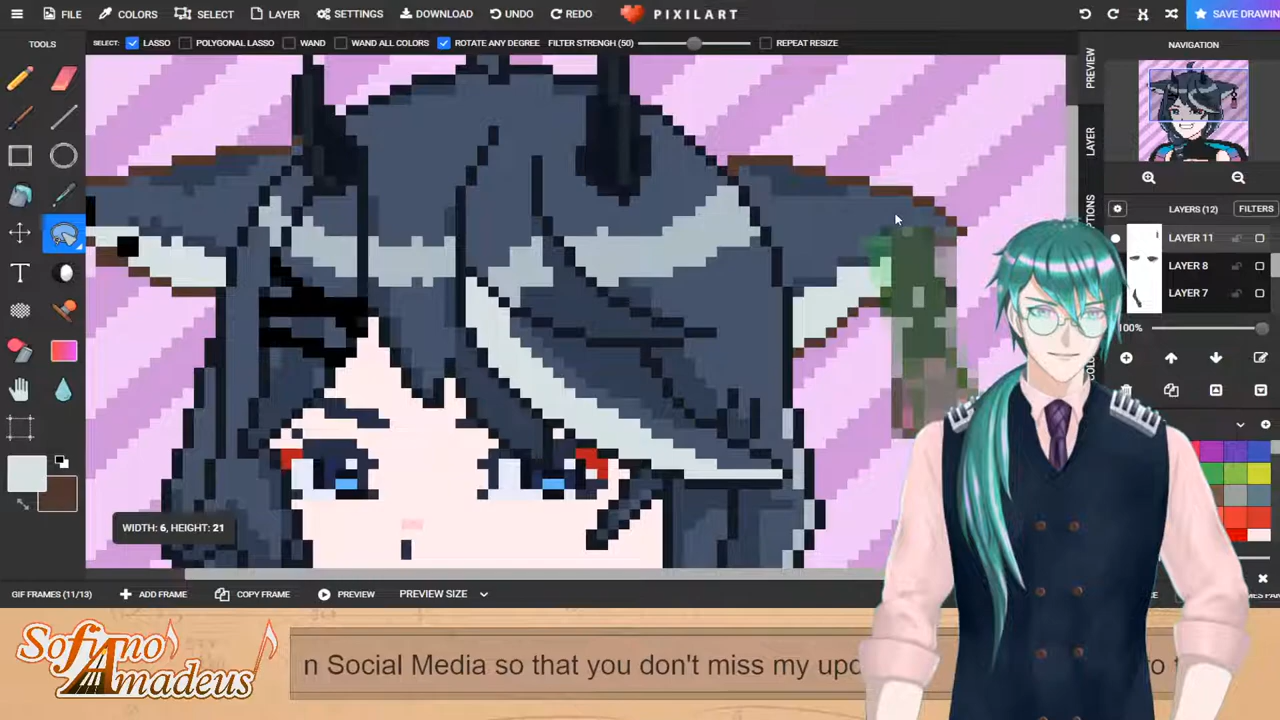 FILE COLORS SELECT LAYER SETTINGS DOWNLOAD UNDO REDO PIXILART SAVE DRAWIN
TOOLS SELECT: LASSO POLYGONAL LASSO WAND WAND ALL COLORS ROTATE ANY DEGREE FILTER STRENGH (50) REPEAT RESIZE NAVIGATION
PREVIEW
LAYER
LAYERS (12) FILTERS
LAYER 11
LAYER 8
LAYER 7
100%
WIDTH: 6, HEIGHT: 21
GIF FRAMES (11/13) ADD FRAME COPY FRAME PREVIEW PREVIEW SIZE
Sofiano
Amadeus
n Social Media so that you don't miss my upd